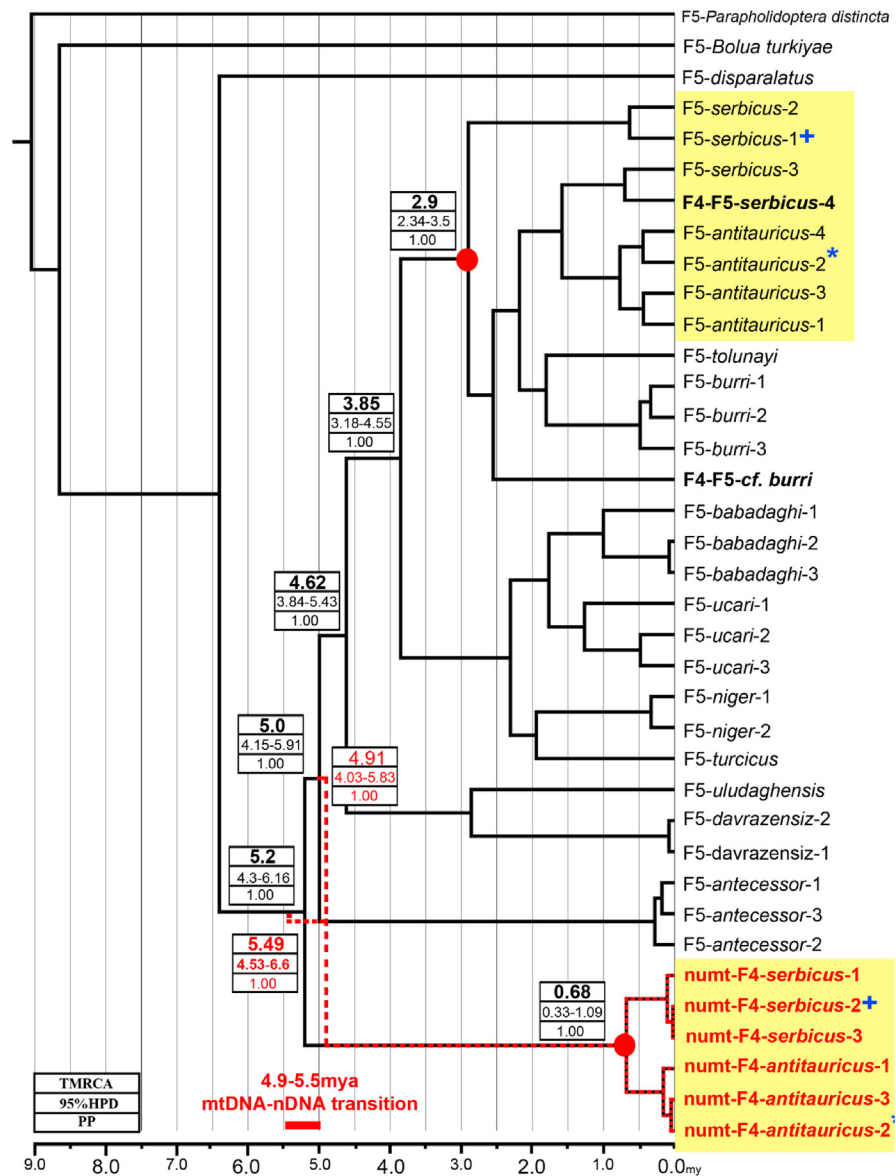 F5-Parapholidoptera distincta
F5-Bolua turkiyae
F5-disparalatus
F5-serbicus-2
F5-serbicus-1+
F5-serbicus-3
F4-F5-serbicus-4
2.9
2.34-3.5
1.00
F5-antitauricus-4
F5-antitauricus-2*
F5-antitauricus-3
F5-antitauricus-1
F5-tolunayi
F5-burri-1
F5-burri-2
F5-burri-3
3.85
3.18-4.55
1.00
F4-F5-cf. burri
F5-babadaghi-1
F5-babadaghi-2
F5-babadaghi-3
4.62
3.84-5.43
1.00
F5-ucari-1
F5-ucari-2
F5-ucari-3
F5-niger-1
F5-niger-2
F5-turcicus
5.0
4.15-5.91
1.00
4.91
4.03-5.83
1.00
F5-uludaghensis
F5-davrazensiz-2
F5-davrazensiz-1
5.2
4.3-6.16
1.00
F5-antecessor-1
F5-antecessor-3
F5-antecessor-2
5.49
4.53-6.6
1.00
numt-F4-serbicus-1
numt-F4-serbicus-2+
numt-F4-serbicus-3
0.68
0.33-1.09
1.00
numt-F4-antitauricus-1
numt-F4-antitauricus-3
numt-F4-antitauricus-2*
4.9-5.5mya
mtDNA-nDNA transition
TMRCA
95%HPD
PP
9.0 8.0 7.0 6.0 5.0 4.0 3.0 2.0 1.0 0.0 my